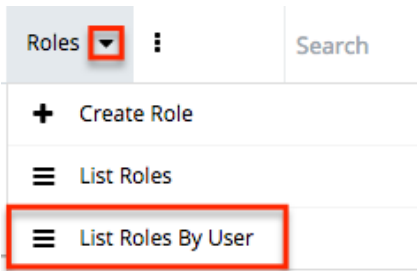 Roles
Search
Create Role
List Roles
List Roles By User